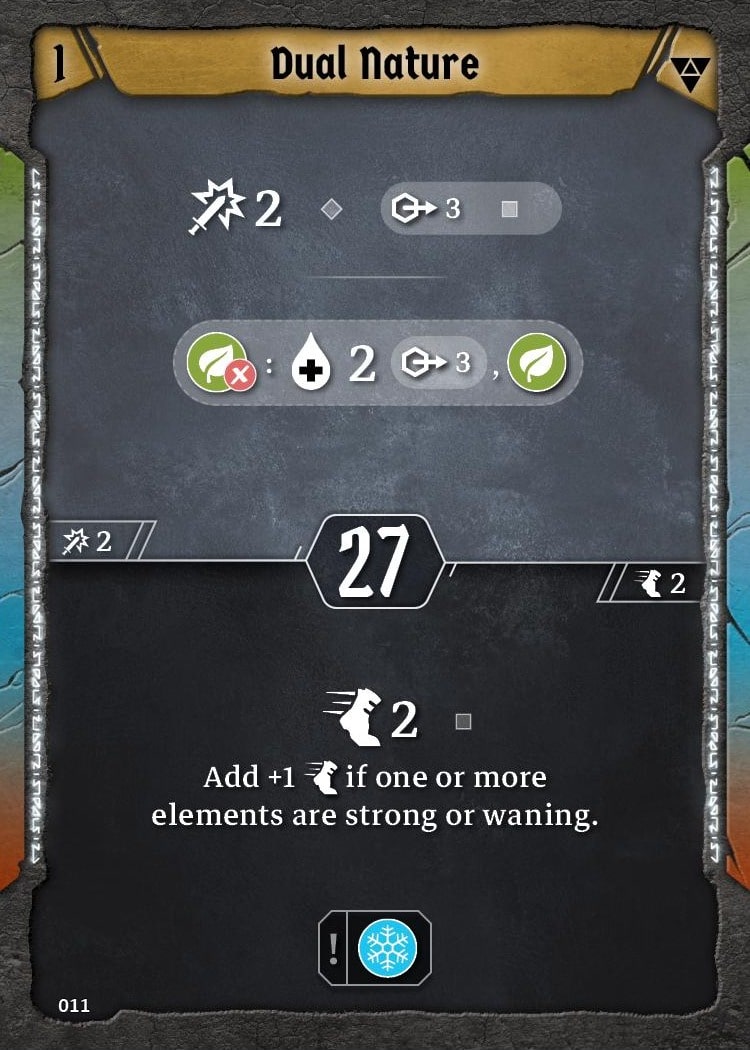 1 Dual Nature
2 3
: 2 3 ,
2 27
2
2
Add +1 if one or more
elements are strong or waning.
!
011